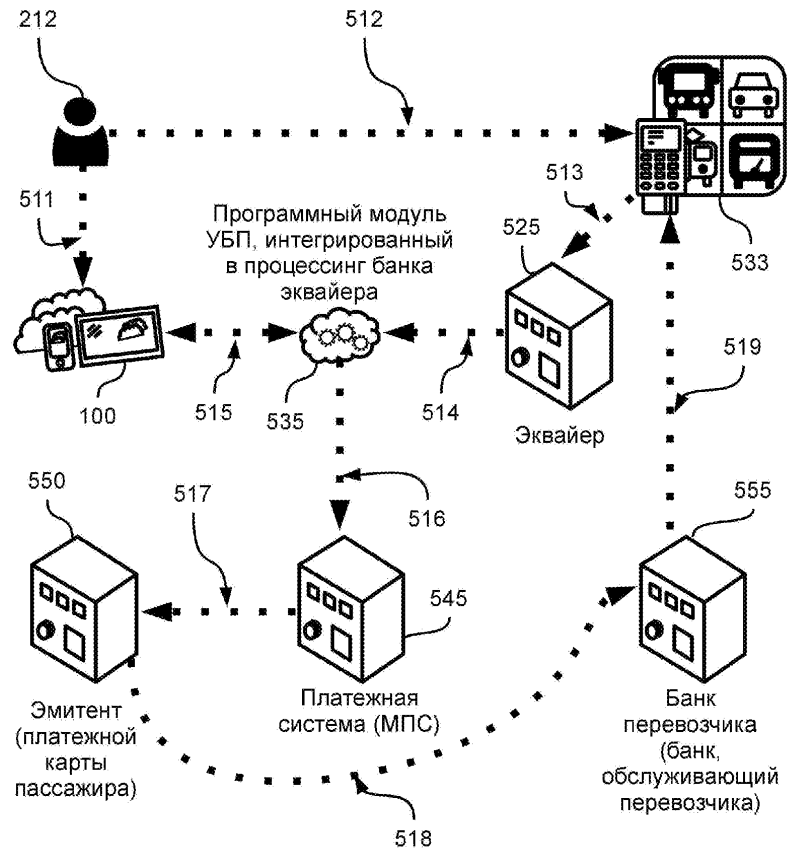 212
512
511
Программный модуль
УБП, интегрированный
в процессинг банка
эквайера
513
525
533
100
515
535
514
Эквайер
519
550
517
516
555
545
Эмитент
(платежной
карты
пассажира)
Платежная
система (МПС)
Банк
перевозчика
(банк,
обслуживающий
перевозчика)
518